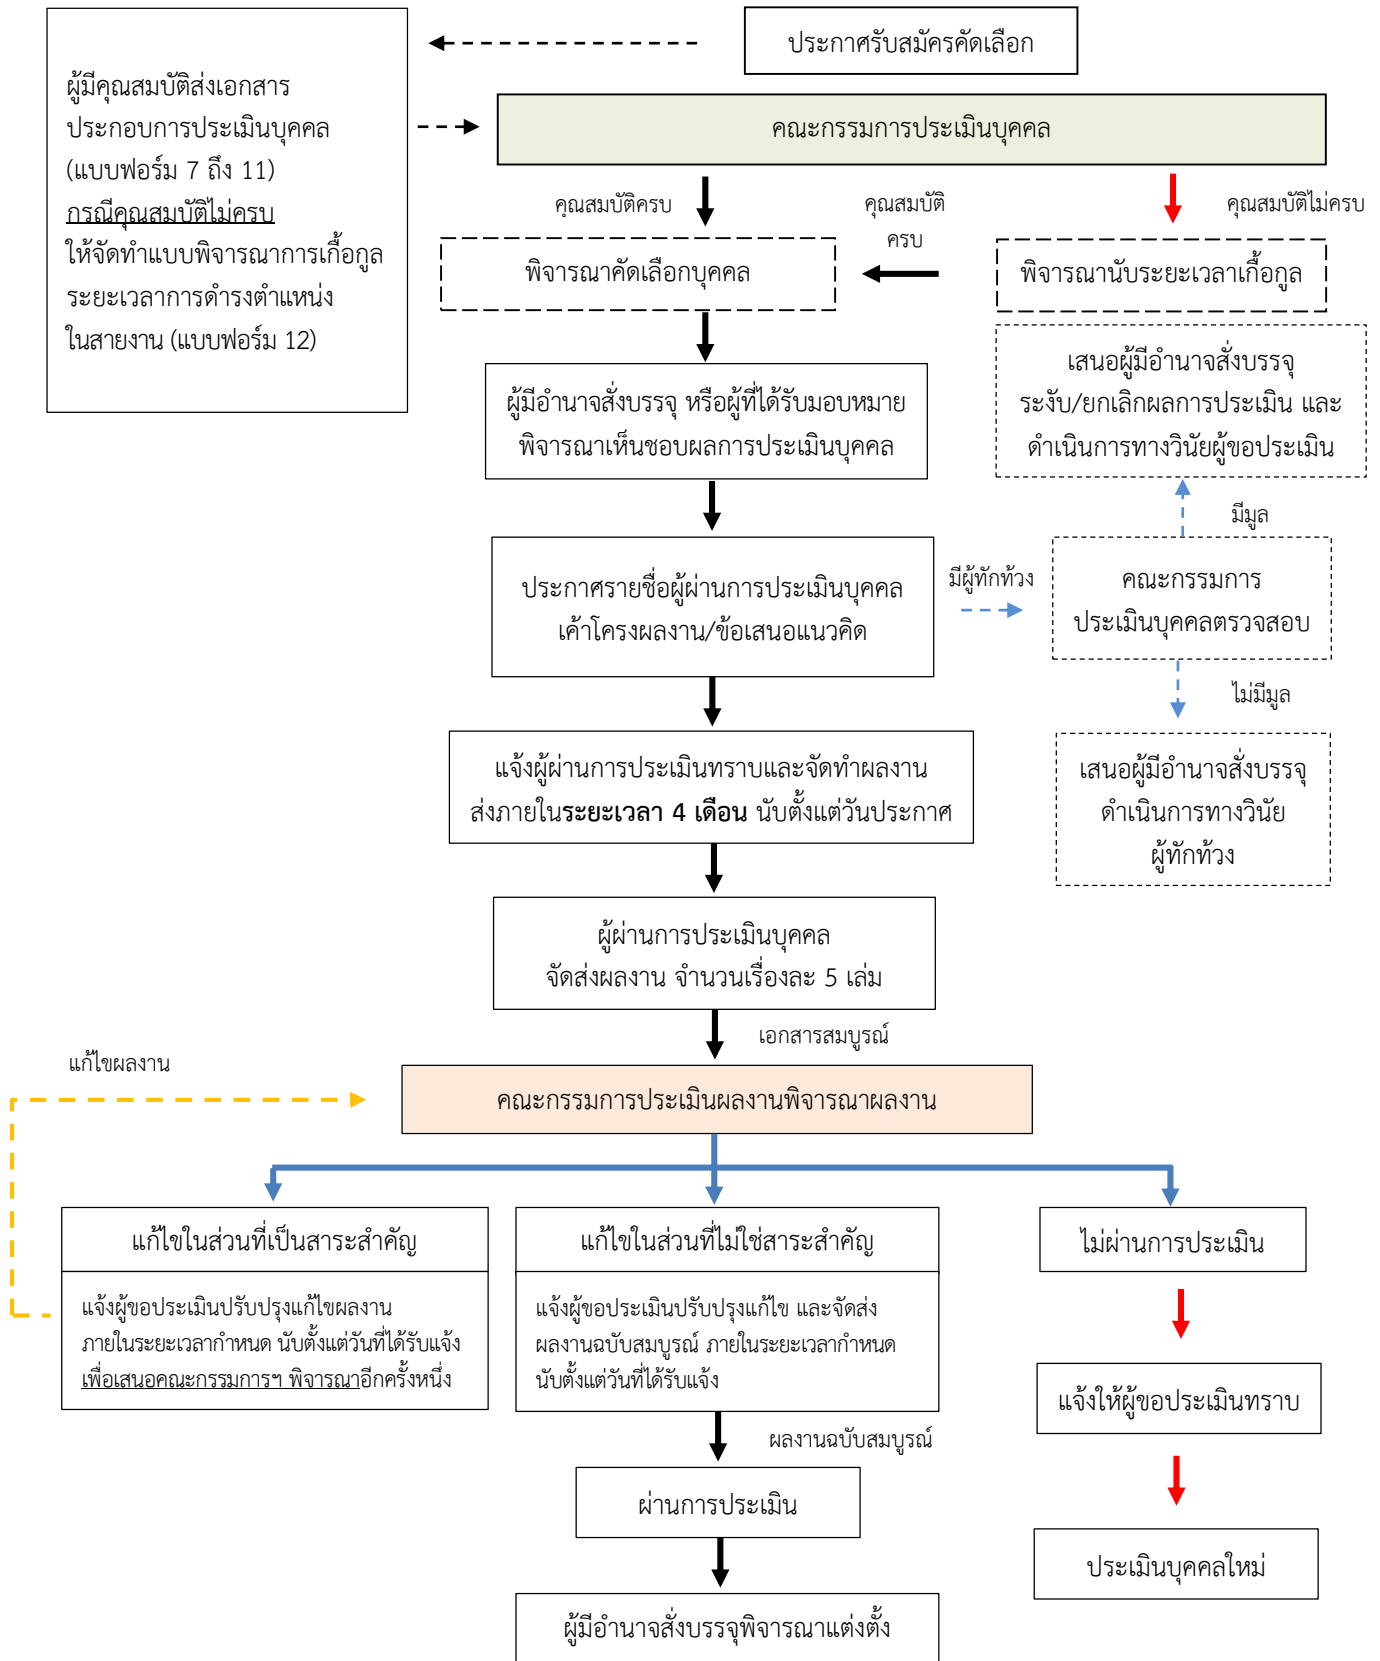 ประกาศรับสมัครคัดเลือก
ผู้มีคุณสมบัติส่งเอกสาร
ประกอบการประเมินบุคคล
(แบบฟอร์ม 7 ถึง 11)
กรณีคุณสมบัติไม่ครบ
ให้จัดทำแบบพิจารณาการเกื้อกูล
ระยะเวลาการดำรงตำแหน่ง
ในสายงาน (แบบฟอร์ม 12)
คณะกรรมการประเมินบุคคล
คุณสมบัติครบ
คุณสมบัติ
ครบ
คุณสมบัติไม่ครบ
พิจารณาคัดเลือกบุคคล
พิจารณานับระยะเวลาเกื้อกูล
ผู้มีอำนาจสั่งบรรจุ หรือผู้ที่ได้รับมอบหมาย
พิจารณาเห็นชอบผลการประเมินบุคคล
เสนอผู้มีอำนาจสั่งบรรจุ
ระงับ/ยกเลิกผลการประเมิน และ
ดำเนินการทางวินัยผู้ขอประเมิน
มีมูล
ประกาศรายชื่อผู้ผ่านการประเมินบุคคล
เค้าโครงผลงาน/ข้อเสนอแนวคิด
มีผู้ทักท้วง
คณะกรรมการ
ประเมินบุคคลตรวจสอบ
ไม่มีมูล
แจ้งผู้ผ่านการประเมินทราบและจัดทำผลงาน
ส่งภายในระยะเวลา 4 เดือน นับตั้งแต่วันประกาศ
เสนอผู้มีอำนาจสั่งบรรจุ
ดำเนินการทางวินัย
ผู้ทักท้วง
ผู้ผ่านการประเมินบุคคล
จัดส่งผลงาน จำนวนเรื่องละ 5 เล่ม
เอกสารสมบูรณ์
แก้ไขผลงาน
คณะกรรมการประเมินผลงานพิจารณาผลงาน
แก้ไขในส่วนที่เป็นสาระสำคัญ
แจ้งผู้ขอประเมินปรับปรุงแก้ไขผลงาน
ภายในระยะเวลากำหนด นับตั้งแต่วันที่ได้รับแจ้ง
เพื่อเสนอคณะกรรมการฯ พิจารณาอีกครั้งหนึ่ง
แก้ไขในส่วนที่ไม่ใช่สาระสำคัญ
แจ้งผู้ขอประเมินปรับปรุงแก้ไข และจัดส่ง
ผลงานฉบับสมบูรณ์ ภายในระยะเวลากำหนด
นับตั้งแต่วันที่ได้รับแจ้ง
ผลงานฉบับสมบูรณ์
ผ่านการประเมิน
ผู้มีอำนาจสั่งบรรจุพิจารณาแต่งตั้ง
ไม่ผ่านการประเมิน
แจ้งให้ผู้ขอประเมินทราบ
ประเมินบุคคลใหม่